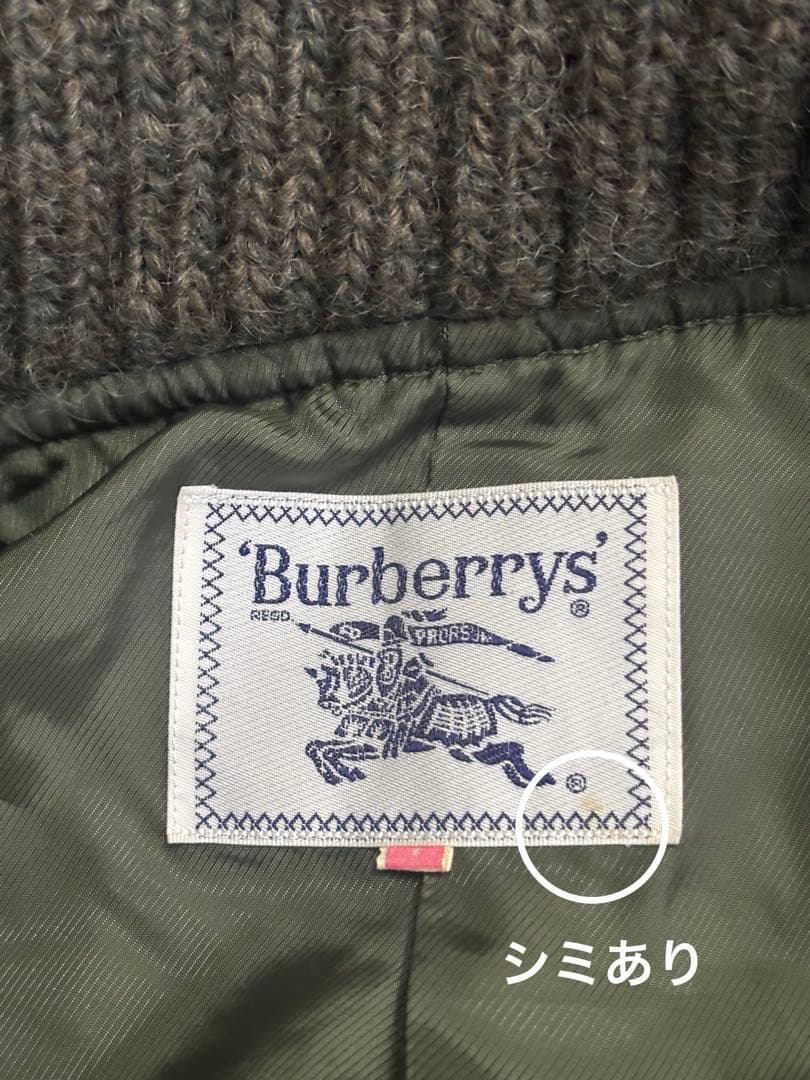 ‘Burberrys’®
REGD.
PRORSUM
®
シミあり